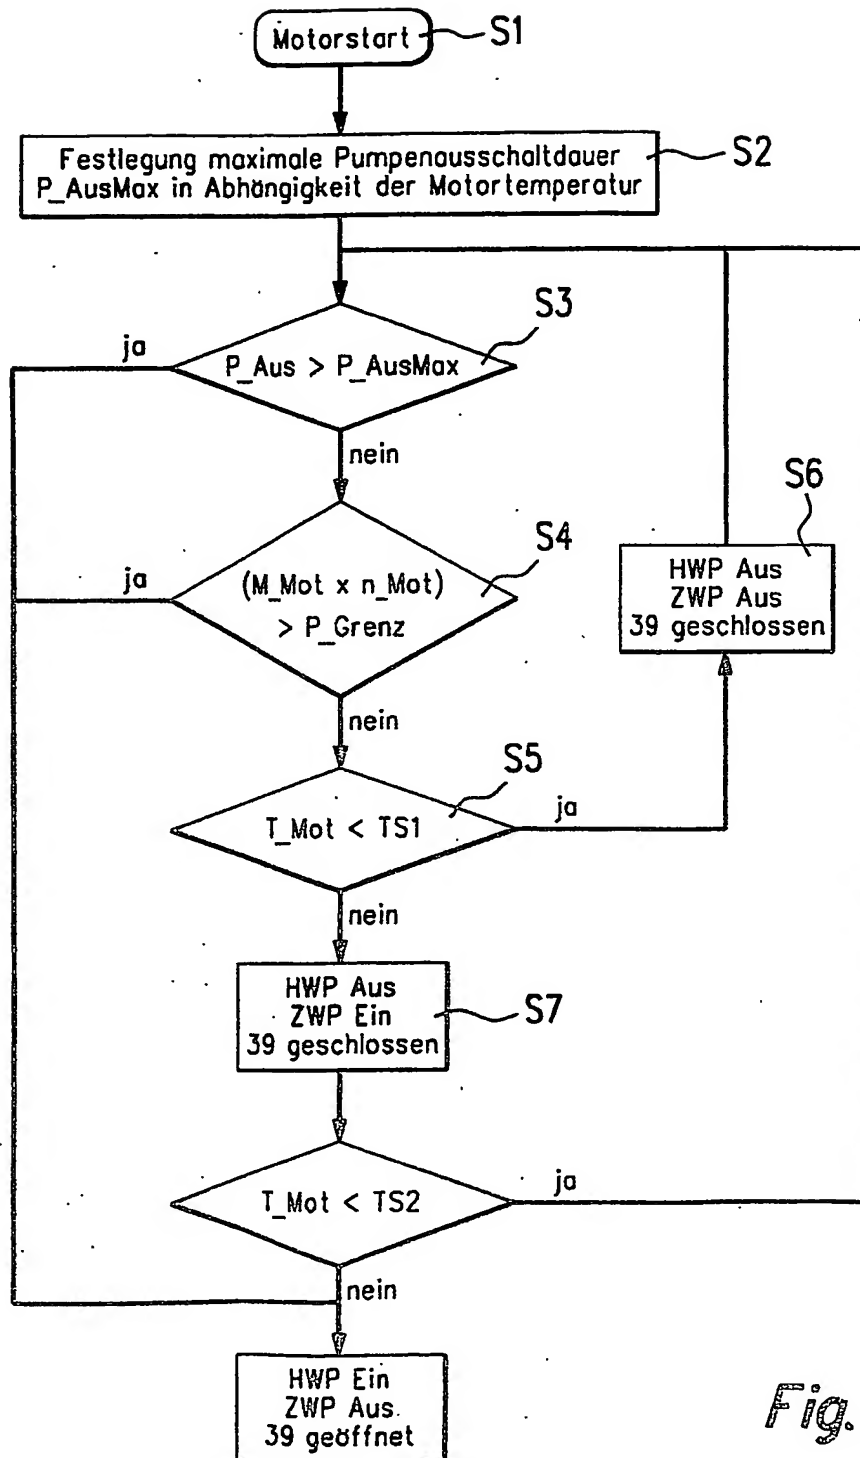 Motorstart
S1
Festlegung maximale Pumpenausschaltdauer
P_AusMax in Abhängigkeit der Motortemperatur
S2
S3
ja
P_Aus > P_AusMax
nein
S6
S4
ja
(M_Mot x n_Mot)
> P_Grenz
HWP Aus
ZWP Aus
39 geschlossen
nein
S5
T_Mot < TS1
ja
nein
HWP Aus
ZWP Ein
39 geschlossen
S7
T_Mot < TS2
ja
nein
HWP Ein
ZWP Aus
39 geöffnet
Fig.